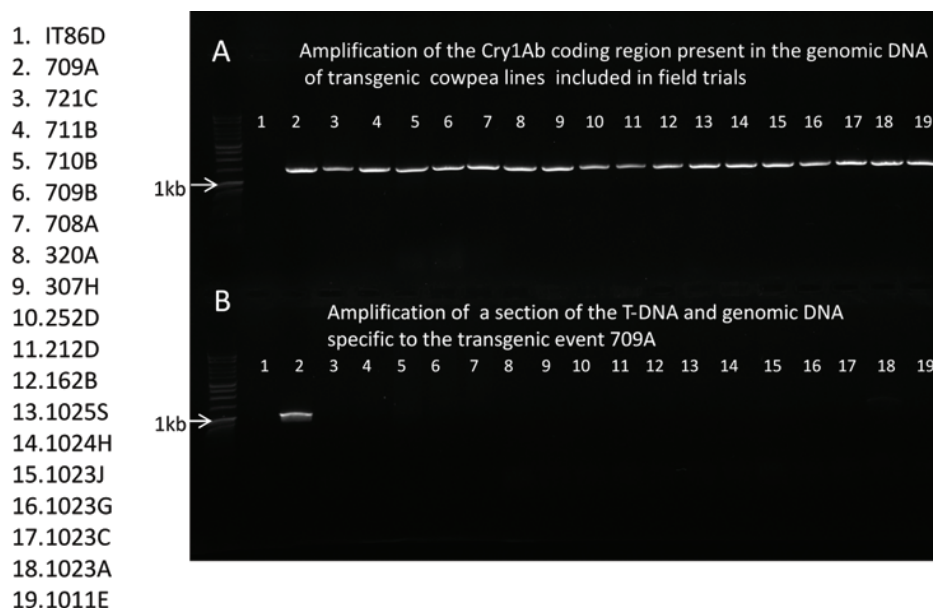 1. IT86D
2. 709A
3. 721C
4. 711B
5. 710B
6. 709B
7. 708A
8. 320A
9. 307H
10.252D
11.212D
12.162B
13.1025S
14.1024H
15.1023J
16.1023G
17.1023C
18.1023A
19.1011E
A
Amplification of the Cry1Ab coding region present in the genomic DNA
of transgenic cowpea lines included in field trials
1 2 3 4 5 6 7 8 9 10 11 12 13 14 15 16 17 18 19
1kb
B
Amplification of a section of the T-DNA and genomic DNA
specific to the transgenic event 709A
1 2 3 4 5 6 7 8 9 10 11 12 13 14 15 16 17 18 19
1kb